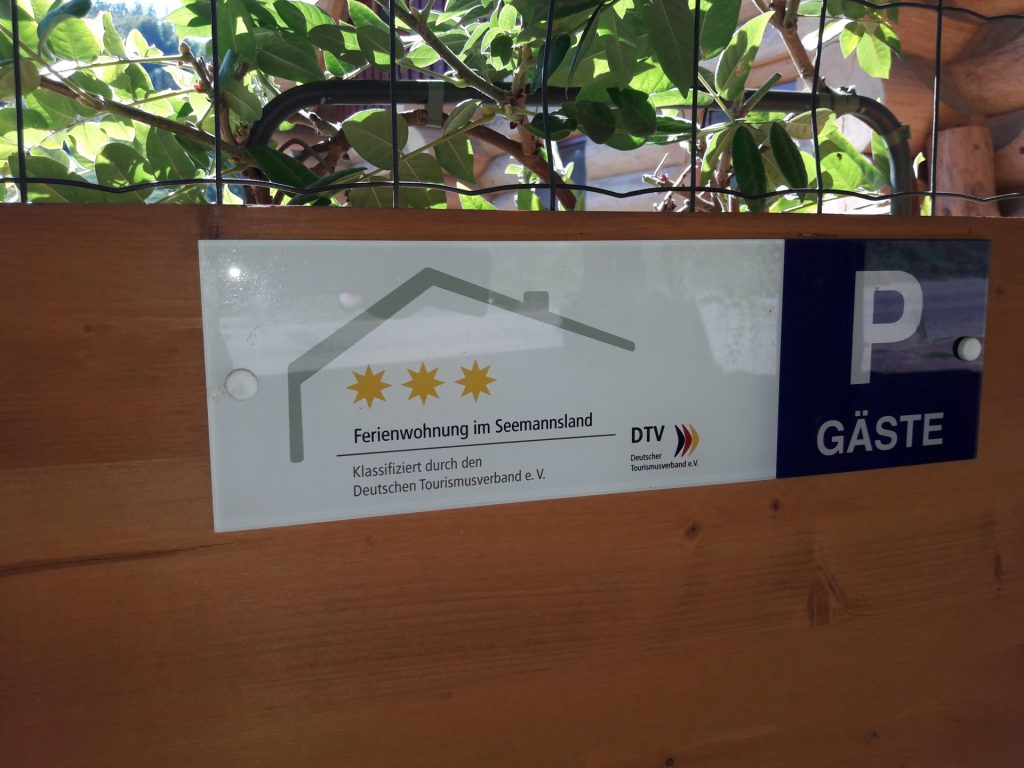 Ferienwohnung im Seemannsland
Klassifiziert durch den
Deutschen Tourismusverband e. V.
DTV
Deutscher
Tourismusverband e.V.
P
GÄSTE